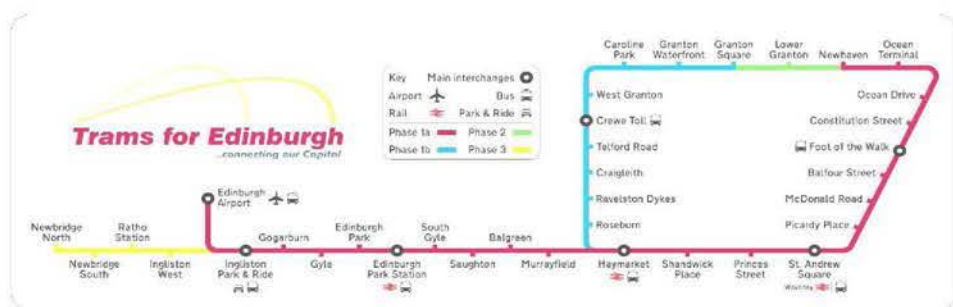 Trams for Edinburgh
...connecting our Capital
Key Main interchanges
Airport Bus
Rail Park & Ride
Phase 1a Phase 2
Phase 1b Phase 3
Caroline
Park
Granton
Waterfront
Granton
Square
Lower
Granton
Newhaven
Ocean
Terminal
West Granton
Crewe Toll
Telford Road
Craigleith
Ravelston Dykes
Roseburn
Ocean Drive
Constitution Street
Foot of the Walk
Balfour Street
McDonald Road
Picardy Place
Edinburgh
Airport
Newbridge
North
Ratho
Station
Gogarburn
Edinburgh
Park
South
Gyle
Balgreen
Newbridge
South
Ingliston
West
Ingliston
Park & Ride
Gyle
Edinburgh
Park Station
Saughton
Murrayfield
Haymarket
Shandwick
Place
Princes
Street
St. Andrew
Square
Waverley